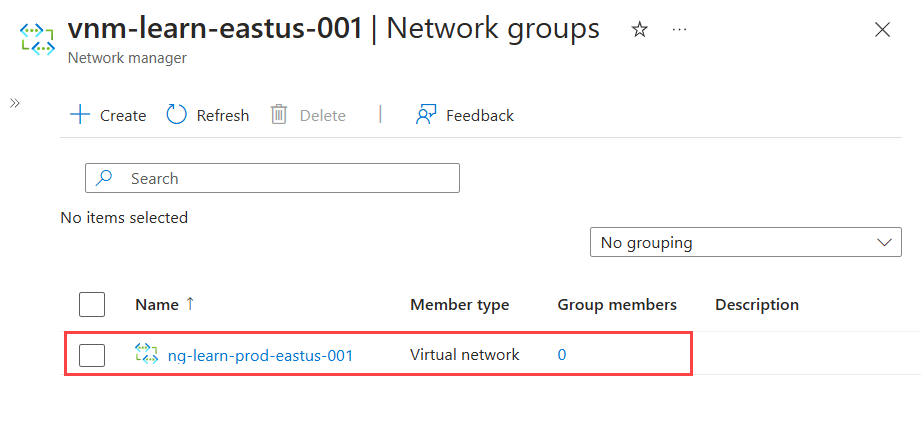 vnm-learn-eastus-001 | Network groups
Network manager
Create Refresh Delete Feedback
Search
No items selected
No grouping
Name Member type Group members Description
ng-learn-prod-eastus-001 Virtual network 0